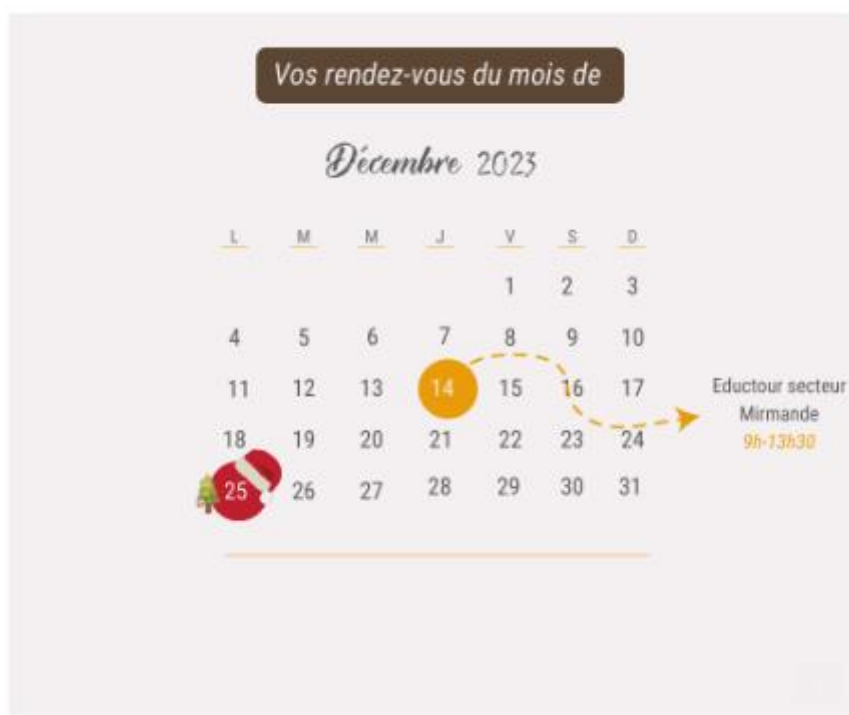 Vos rendez-vous du mois de
Décembre 2023
L M M J V S D
1 2 3
4 5 6 7 8 9 10
11 12 13 14 15 16 17
Eductour secteur
Mirmande
9h-13h30
18 19 20 21 22 23 24
25 26 27 28 29 30 31